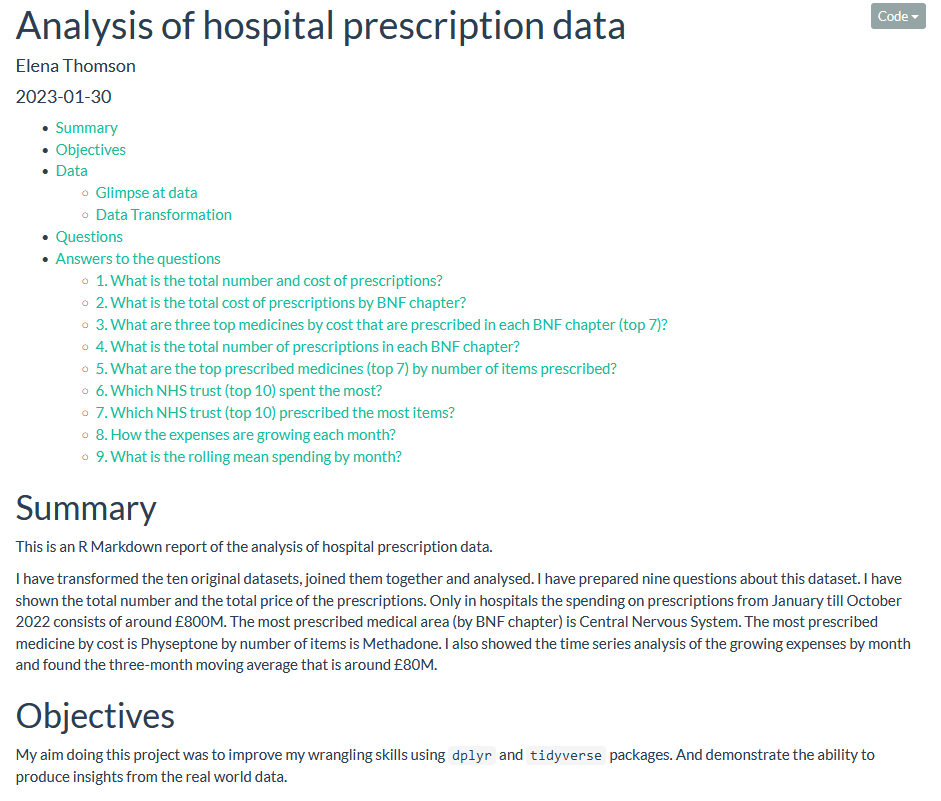 Analysis of hospital prescription data
Code
Elena Thomson
2023-01-30
Summary
Objectives
Data
Glimpse at data
Data Transformation
Questions
Answers to the questions
1. What is the total number and cost of prescriptions?
2. What is the total cost of prescriptions by BNF chapter?
3. What are three top medicines by cost that are prescribed in each BNF chapter (top 7)?
4. What is the total number of prescriptions in each BNF chapter?
5. What are the top prescribed medicines (top 7) by number of items prescribed?
6. Which NHS trust (top 10) spent the most?
7. Which NHS trust (top 10) prescribed the most items?
8. How the expenses are growing each month?
9. What is the rolling mean spending by month?
Summary
This is an R Markdown report of the analysis of hospital prescription data.
I have transformed the ten original datasets, joined them together and analysed. I have prepared nine questions about this dataset. I have
shown the total number and the total price of the prescriptions. Only in hospitals the spending on prescriptions from January till October
2022 consists of around £800M. The most prescribed medical area (by BNF chapter) is Central Nervous System. The most prescribed
medicine by cost is Physeptone by number of items is Methadone. I also showed the time series analysis of the growing expenses by month
and found the three-month moving average that is around £80M.
Objectives
My aim doing this project was to improve my wrangling skills using dplyr and tidyverse packages. And demonstrate the ability to
produce insights from the real world data.